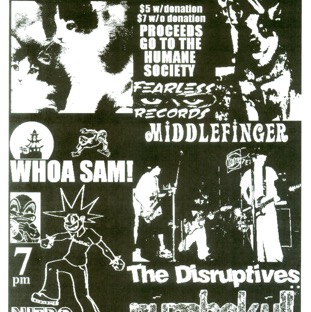 $5 w/donation
$7 w/o donation
PROCEEDS
GO TO THE
HUMANE
SOCIETY
FEARLESS
RECORDS
MiDDLEFiNGER
WHOA SAM!
7
pm
The Disruptives
NITRO